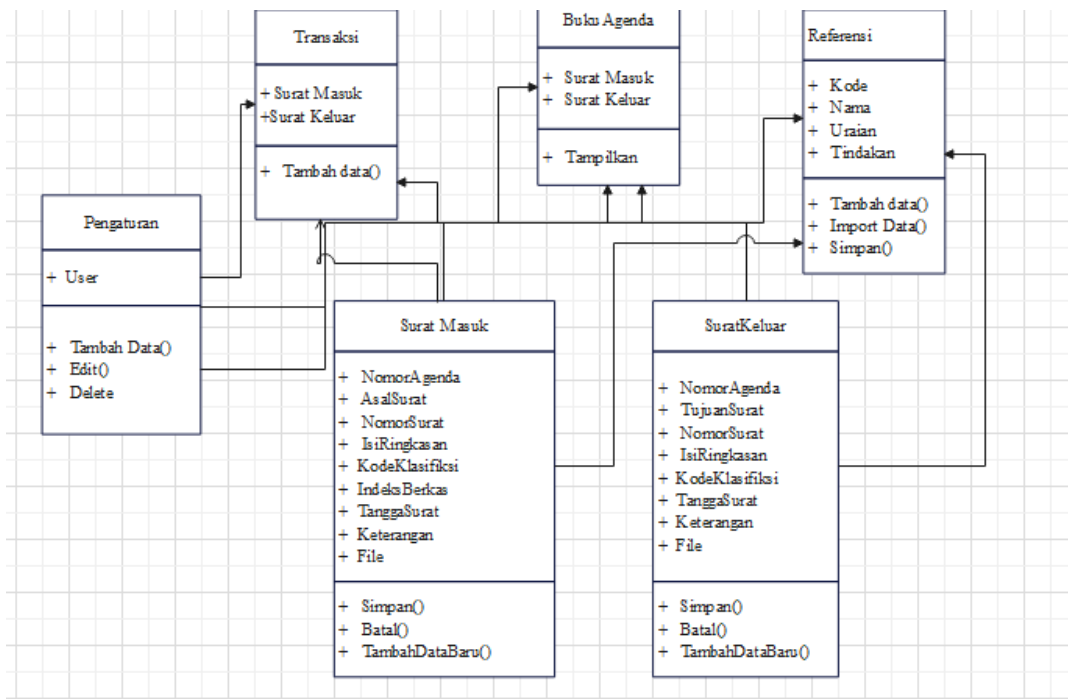 Transaksi
+ Surat Masuk
+Surat Keluar
+ Tambah data()
Buku Agenda
+ Surat Masuk
+ Surat Keluar
+ Tampilkan
Referensi
+ Kode
+ Nama
+ Uraian
+ Tindakan
+ Tambah data()
+ Import Data()
+ Simpan()
Pengaturan
+ User
+ Tambah Data()
+ Edit()
+ Delete
Surat Masuk
+ NomorAgenda
+ AsalSurat
+ NomorSurat
+ IsiRingkasan
+ KodeKlasifiksi
+ IndeksBerkas
+ TanggaSurat
+ Keterangan
+ File
+ Simpan()
+ Batal()
+ TambahDataBaru()
SuratKeluar
+ NomorAgenda
+ TujuanSurat
+ NomorSurat
+ IsiRingkasan
+ KodeKlasifiksi
+ TanggaSurat
+ Keterangan
+ File
+ Simpan()
+ Batal()
+ TambahDataBaru()